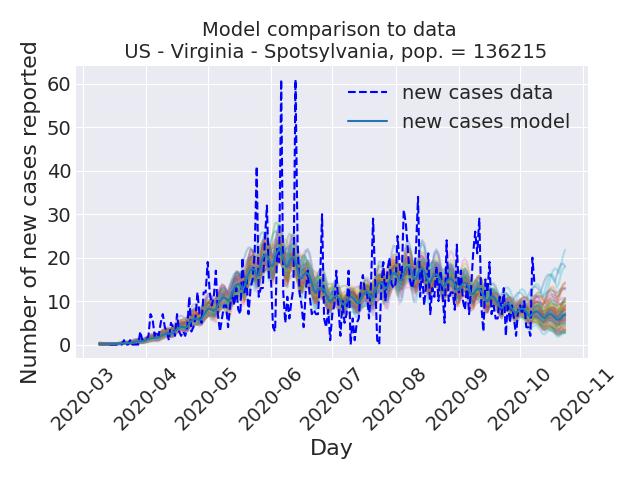 Model comparison to data
US - Virginia - Spotsylvania, pop. = 136215
Number of new cases reported
60
50
40
30
20
10
0
new cases data
new cases model
2020-03
2020-04
2020-05
2020-06
2020-07
2020-08
2020-09
2020-10
2020-11
Day